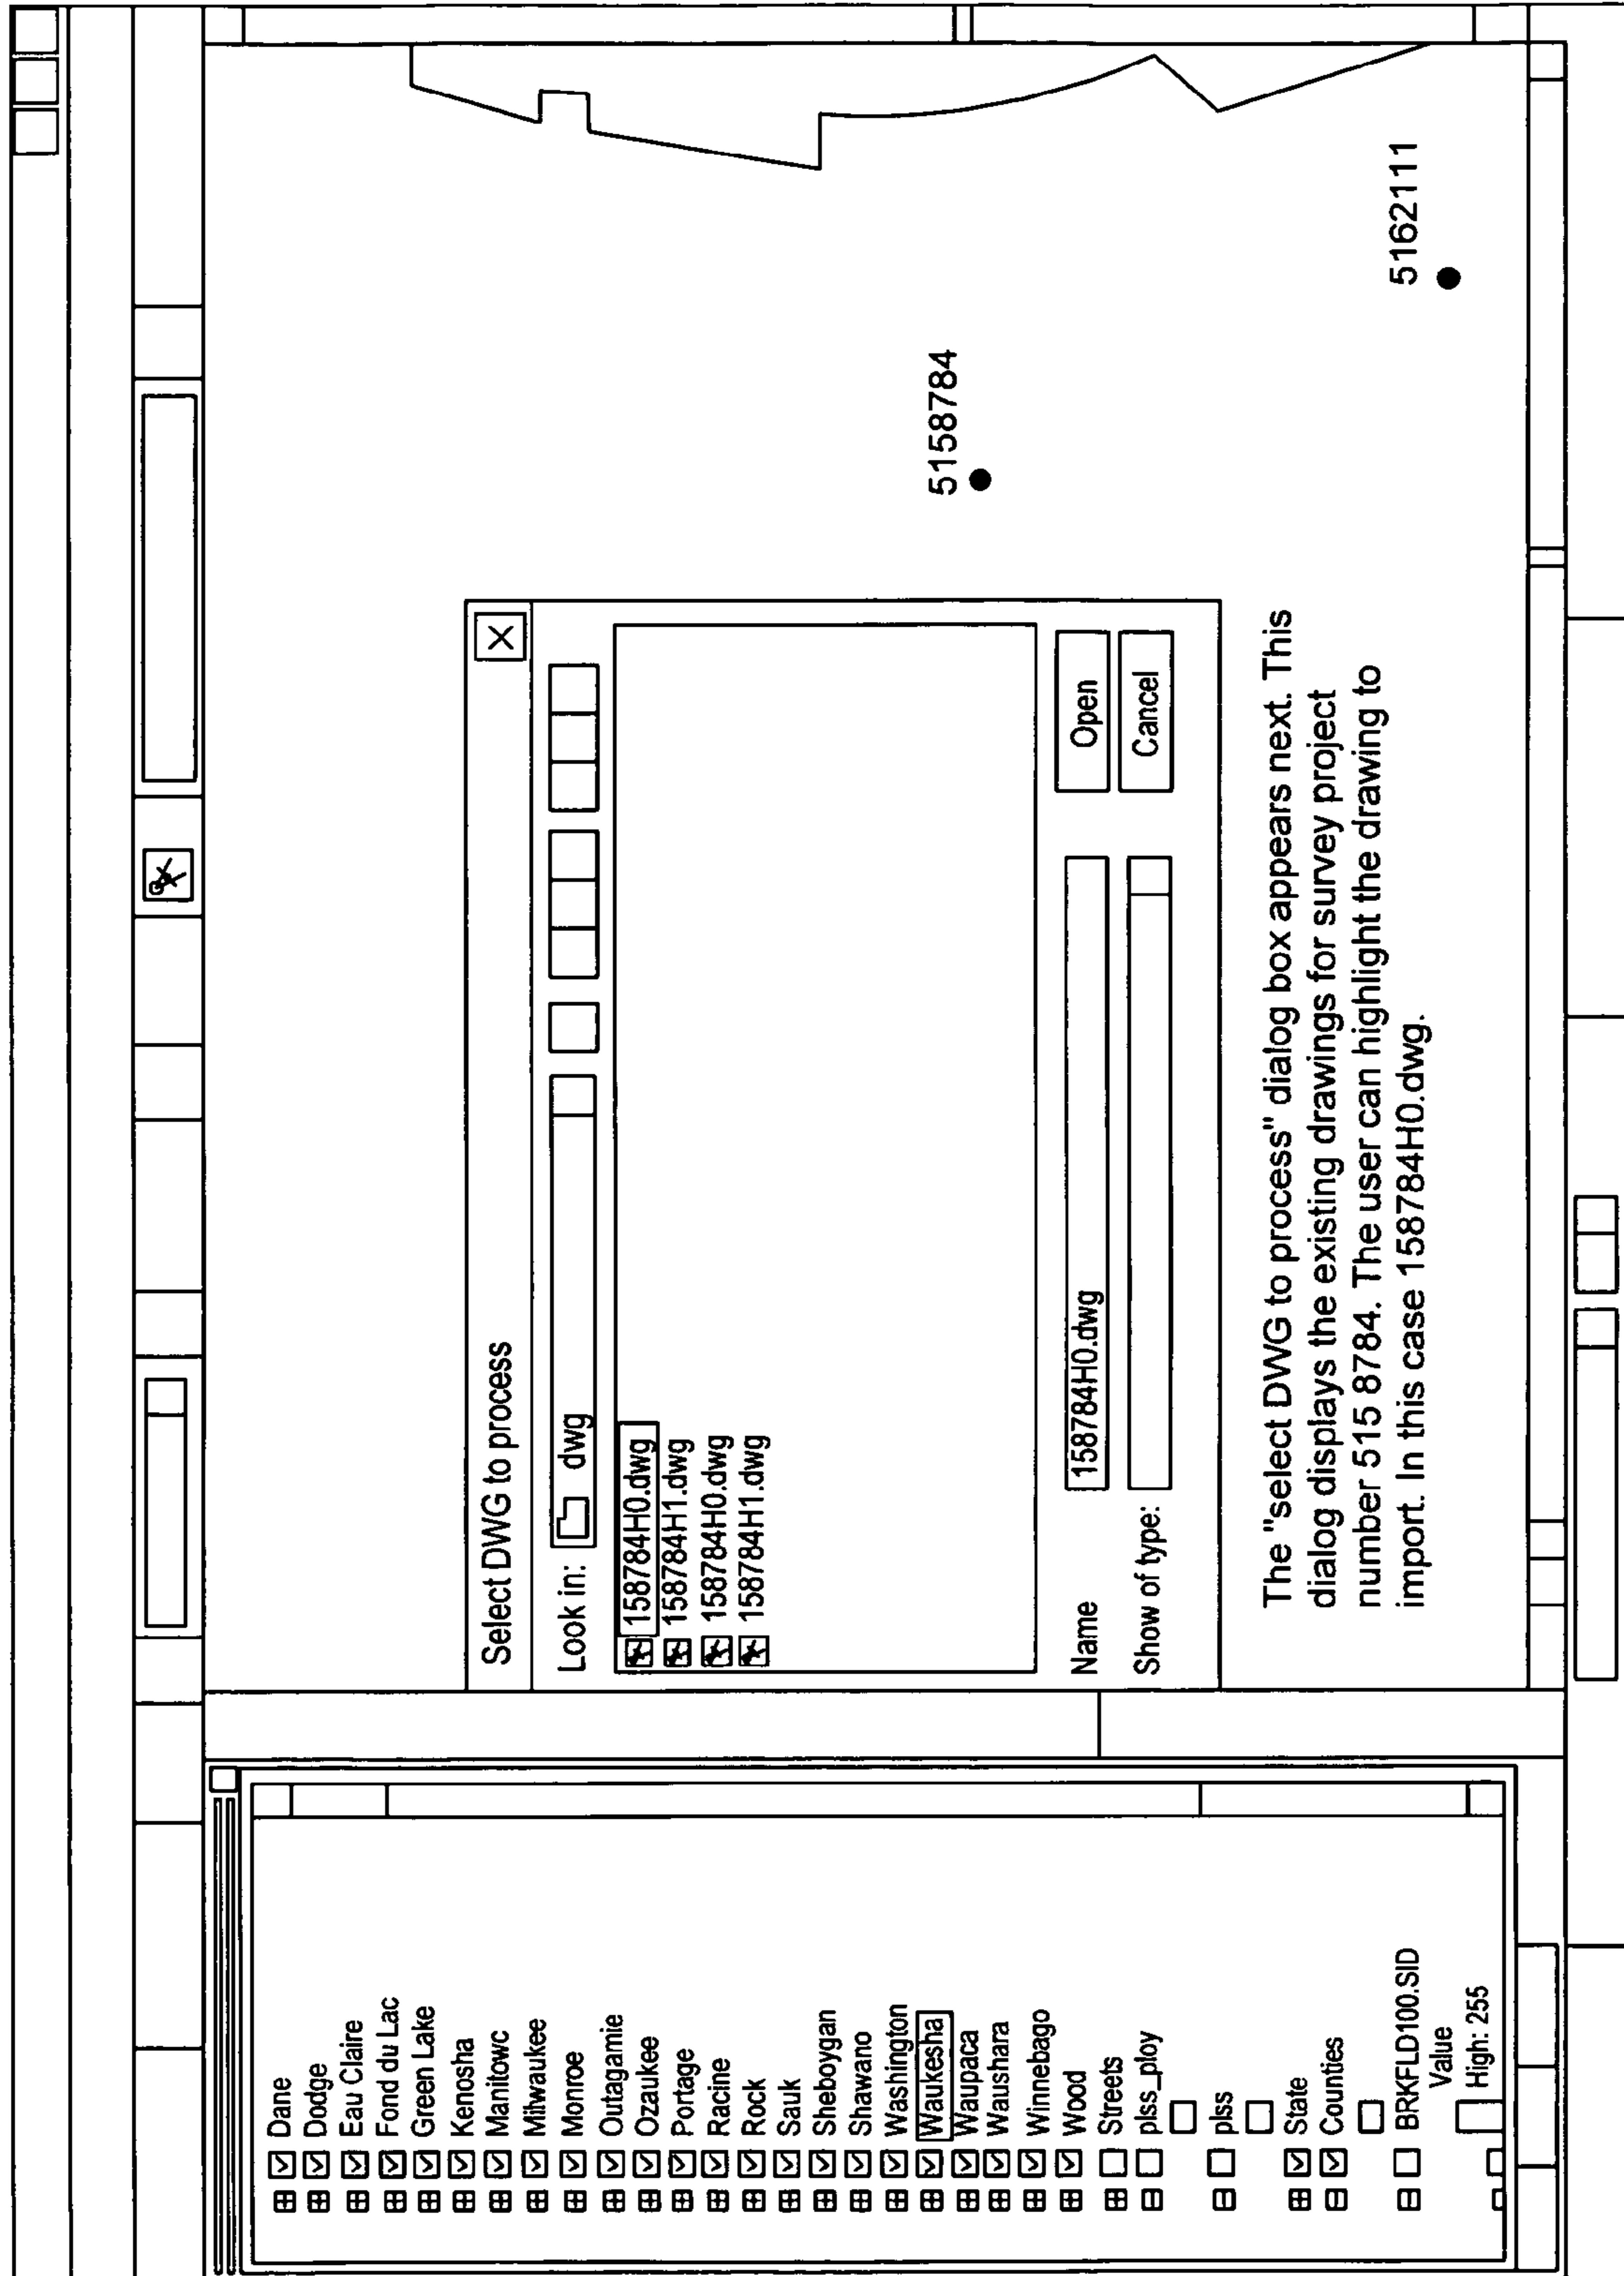 Dane
Dodge
Eau Claire
Fond du Lac
Green Lake
Kenosha
Manitowc
Milwaukee
Monroe
Outagamie
Ozaukee
Portage
Racine
Rock
Sauk
Sheboygan
Shawano
Washington
Waukesha
Waupaca
Waushara
Winnebago
Wood
Streets
plss_ploy
plss
State
Counties
BRKFLD100.SID
Value
High: 255
Select DWG to process
Look in: dwg
158784H0.dwg
158784H1.dwg
158784H0.dwg
158784H1.dwg
Name 158784H0.dwg Open
Show of type: Cancel
The "select DWG to process" dialog box appears next. This
dialog displays the existing drawings for survey project
number 515 8784. The user can highlight the drawing to
import. In this case 158784H0.dwg.
5158784
5162111